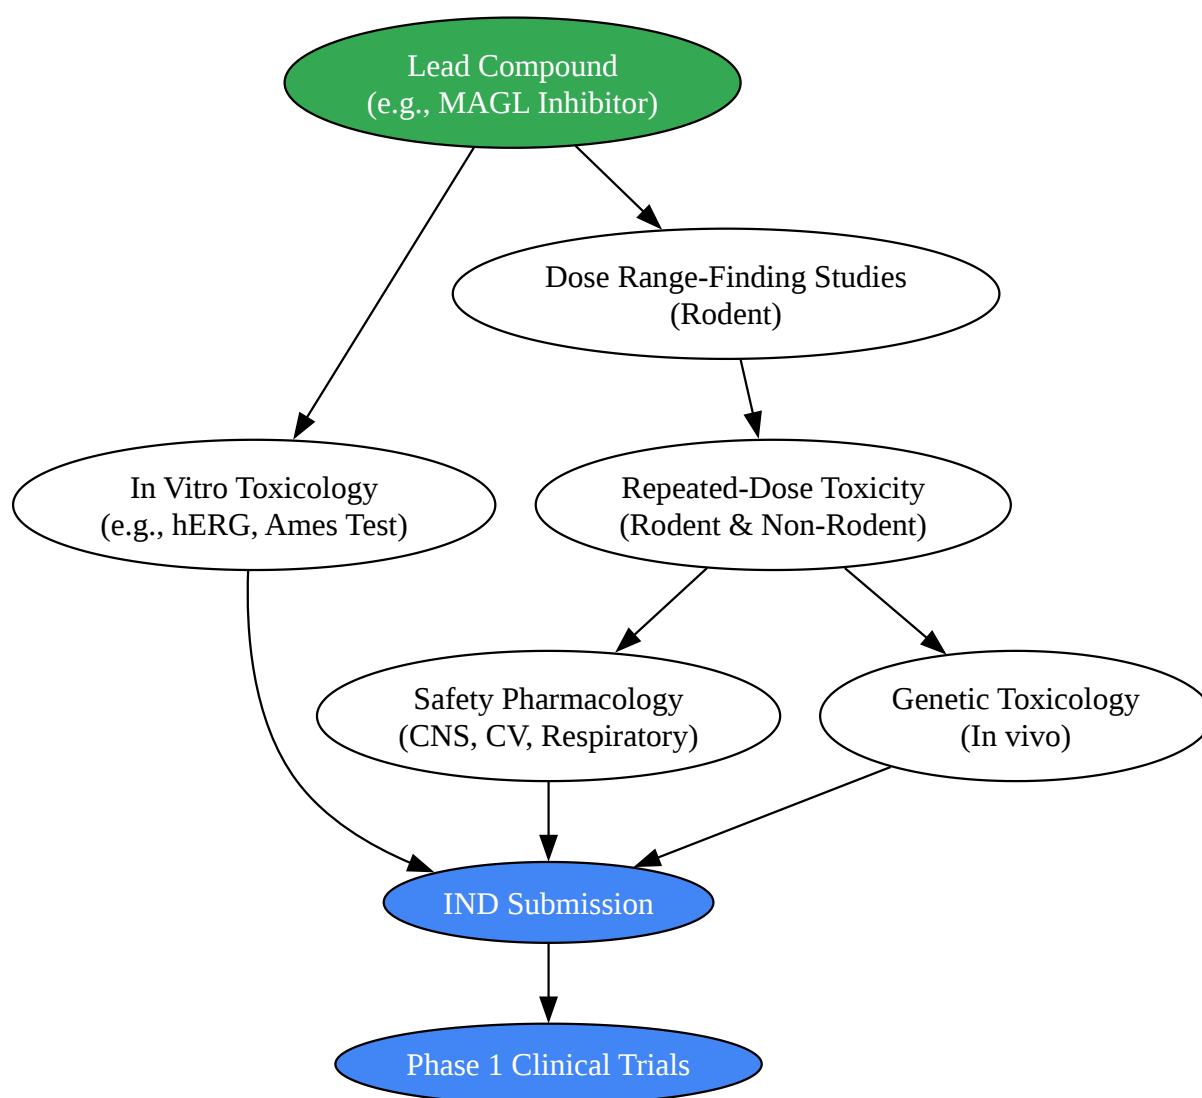 Lead Compound
(e.g., MAGL Inhibitor)
Dose Range-Finding Studies
(Rodent)
In Vitro Toxicology
(e.g., hERG, Ames Test)
Repeated-Dose Toxicity
(Rodent & Non-Rodent)
Safety Pharmacology
(CNS, CV, Respiratory)
Genetic Toxicology
(In vivo)
IND Submission
Phase 1 Clinical Trials